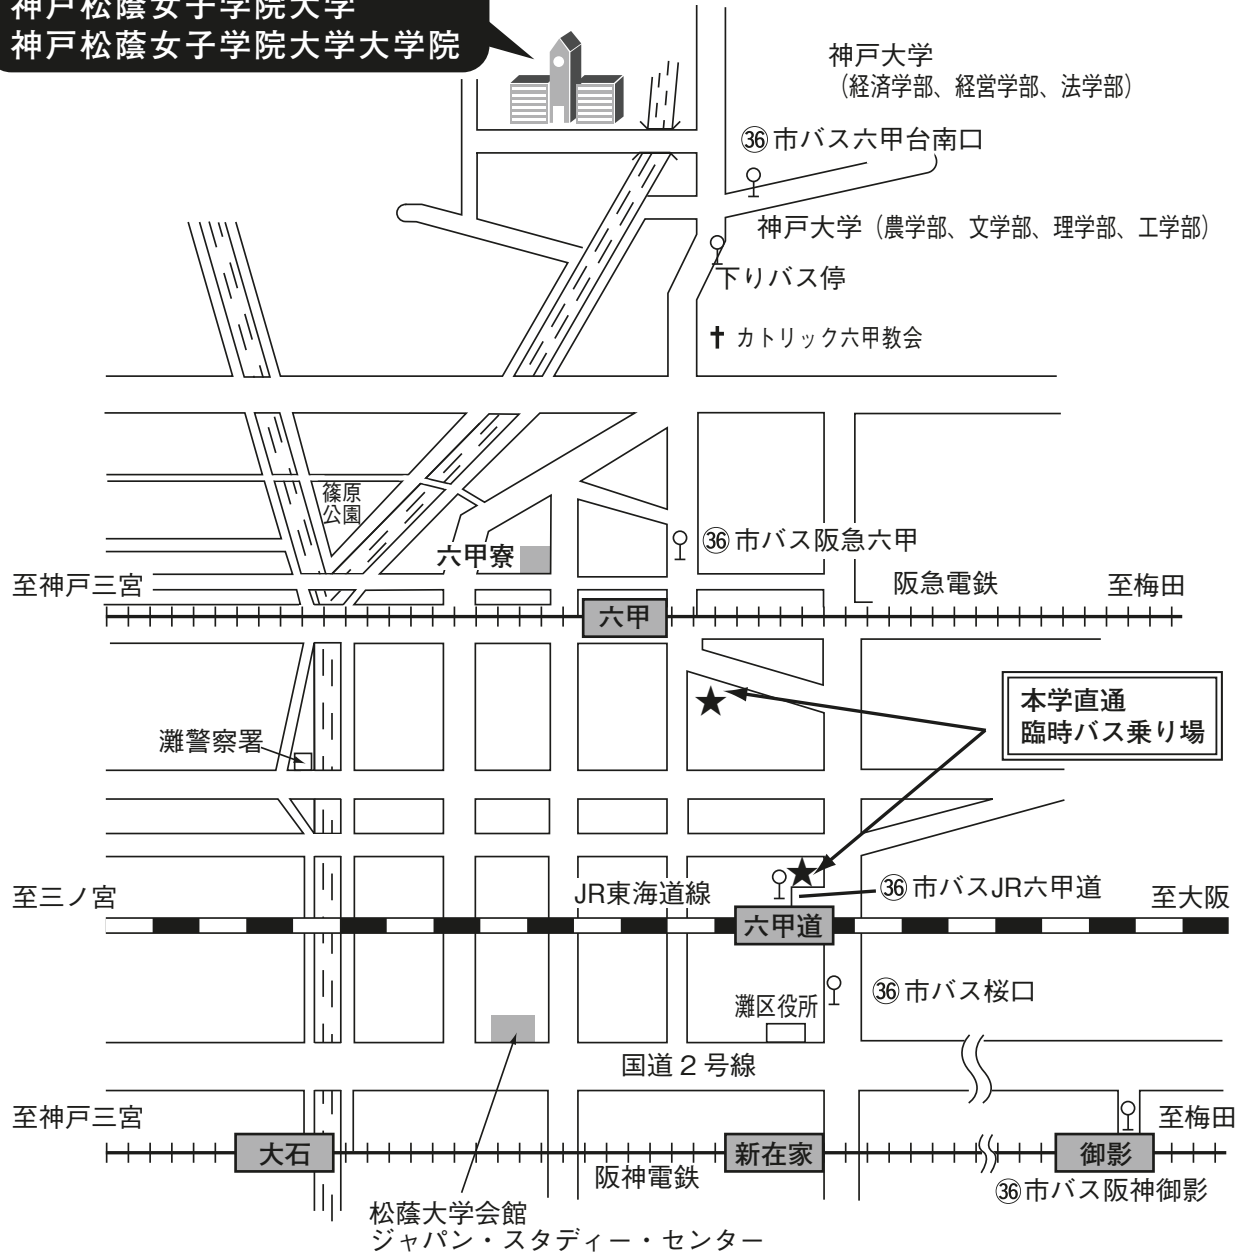 神戸松蔭女子学院大学
神戸松蔭女子学院大学大学院
神戸大学
（経済学部、経営学部、法学部）
㊱市バス六甲台南口
神戸大学（農学部、文学部、理学部、工学部）
下りバス停
カトリック六甲教会
篠原
公園
六甲寮
㊱市バス阪急六甲
至神戸三宮
阪急電鉄
至梅田
六甲
本学直通
臨時バス乗り場
灘警察署
至三ノ宮
JR東海道線
㊱市バスJR六甲道
至大阪
六甲道
灘区役所
㊱市バス桜口
国道２号線
至神戸三宮
至梅田
大石
新在家
御影
阪神電鉄
㊱市バス阪神御影
松蔭大学会館
ジャパン・スタディー・センター